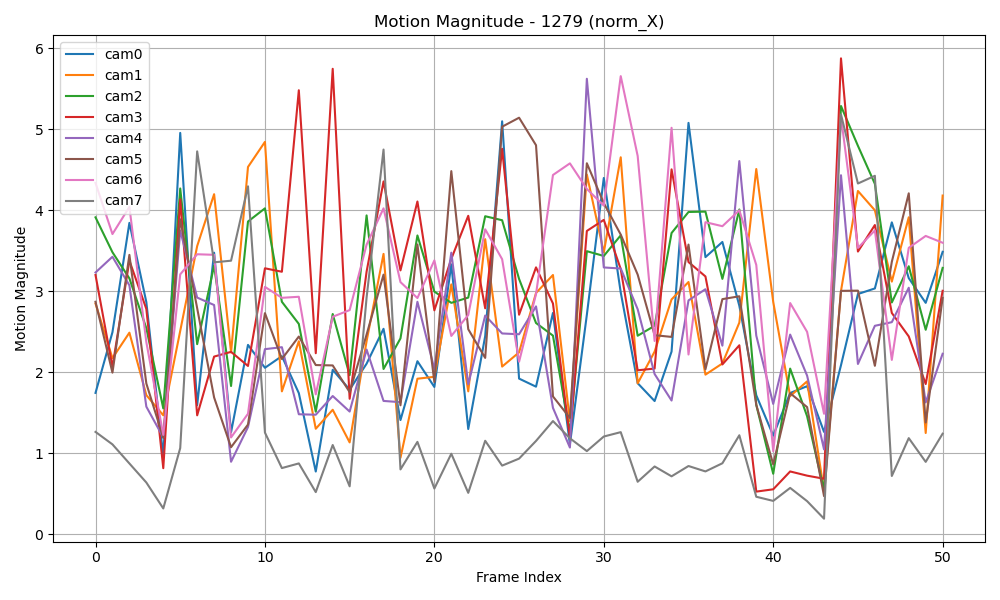 Motion Magnitude - 1279 (norm_X)
cam0
cam1
cam2
cam3
cam4
cam5
cam6
cam7
Motion Magnitude
6
5
4
3
2
1
0
0 10 20 30 40 50
Frame Index